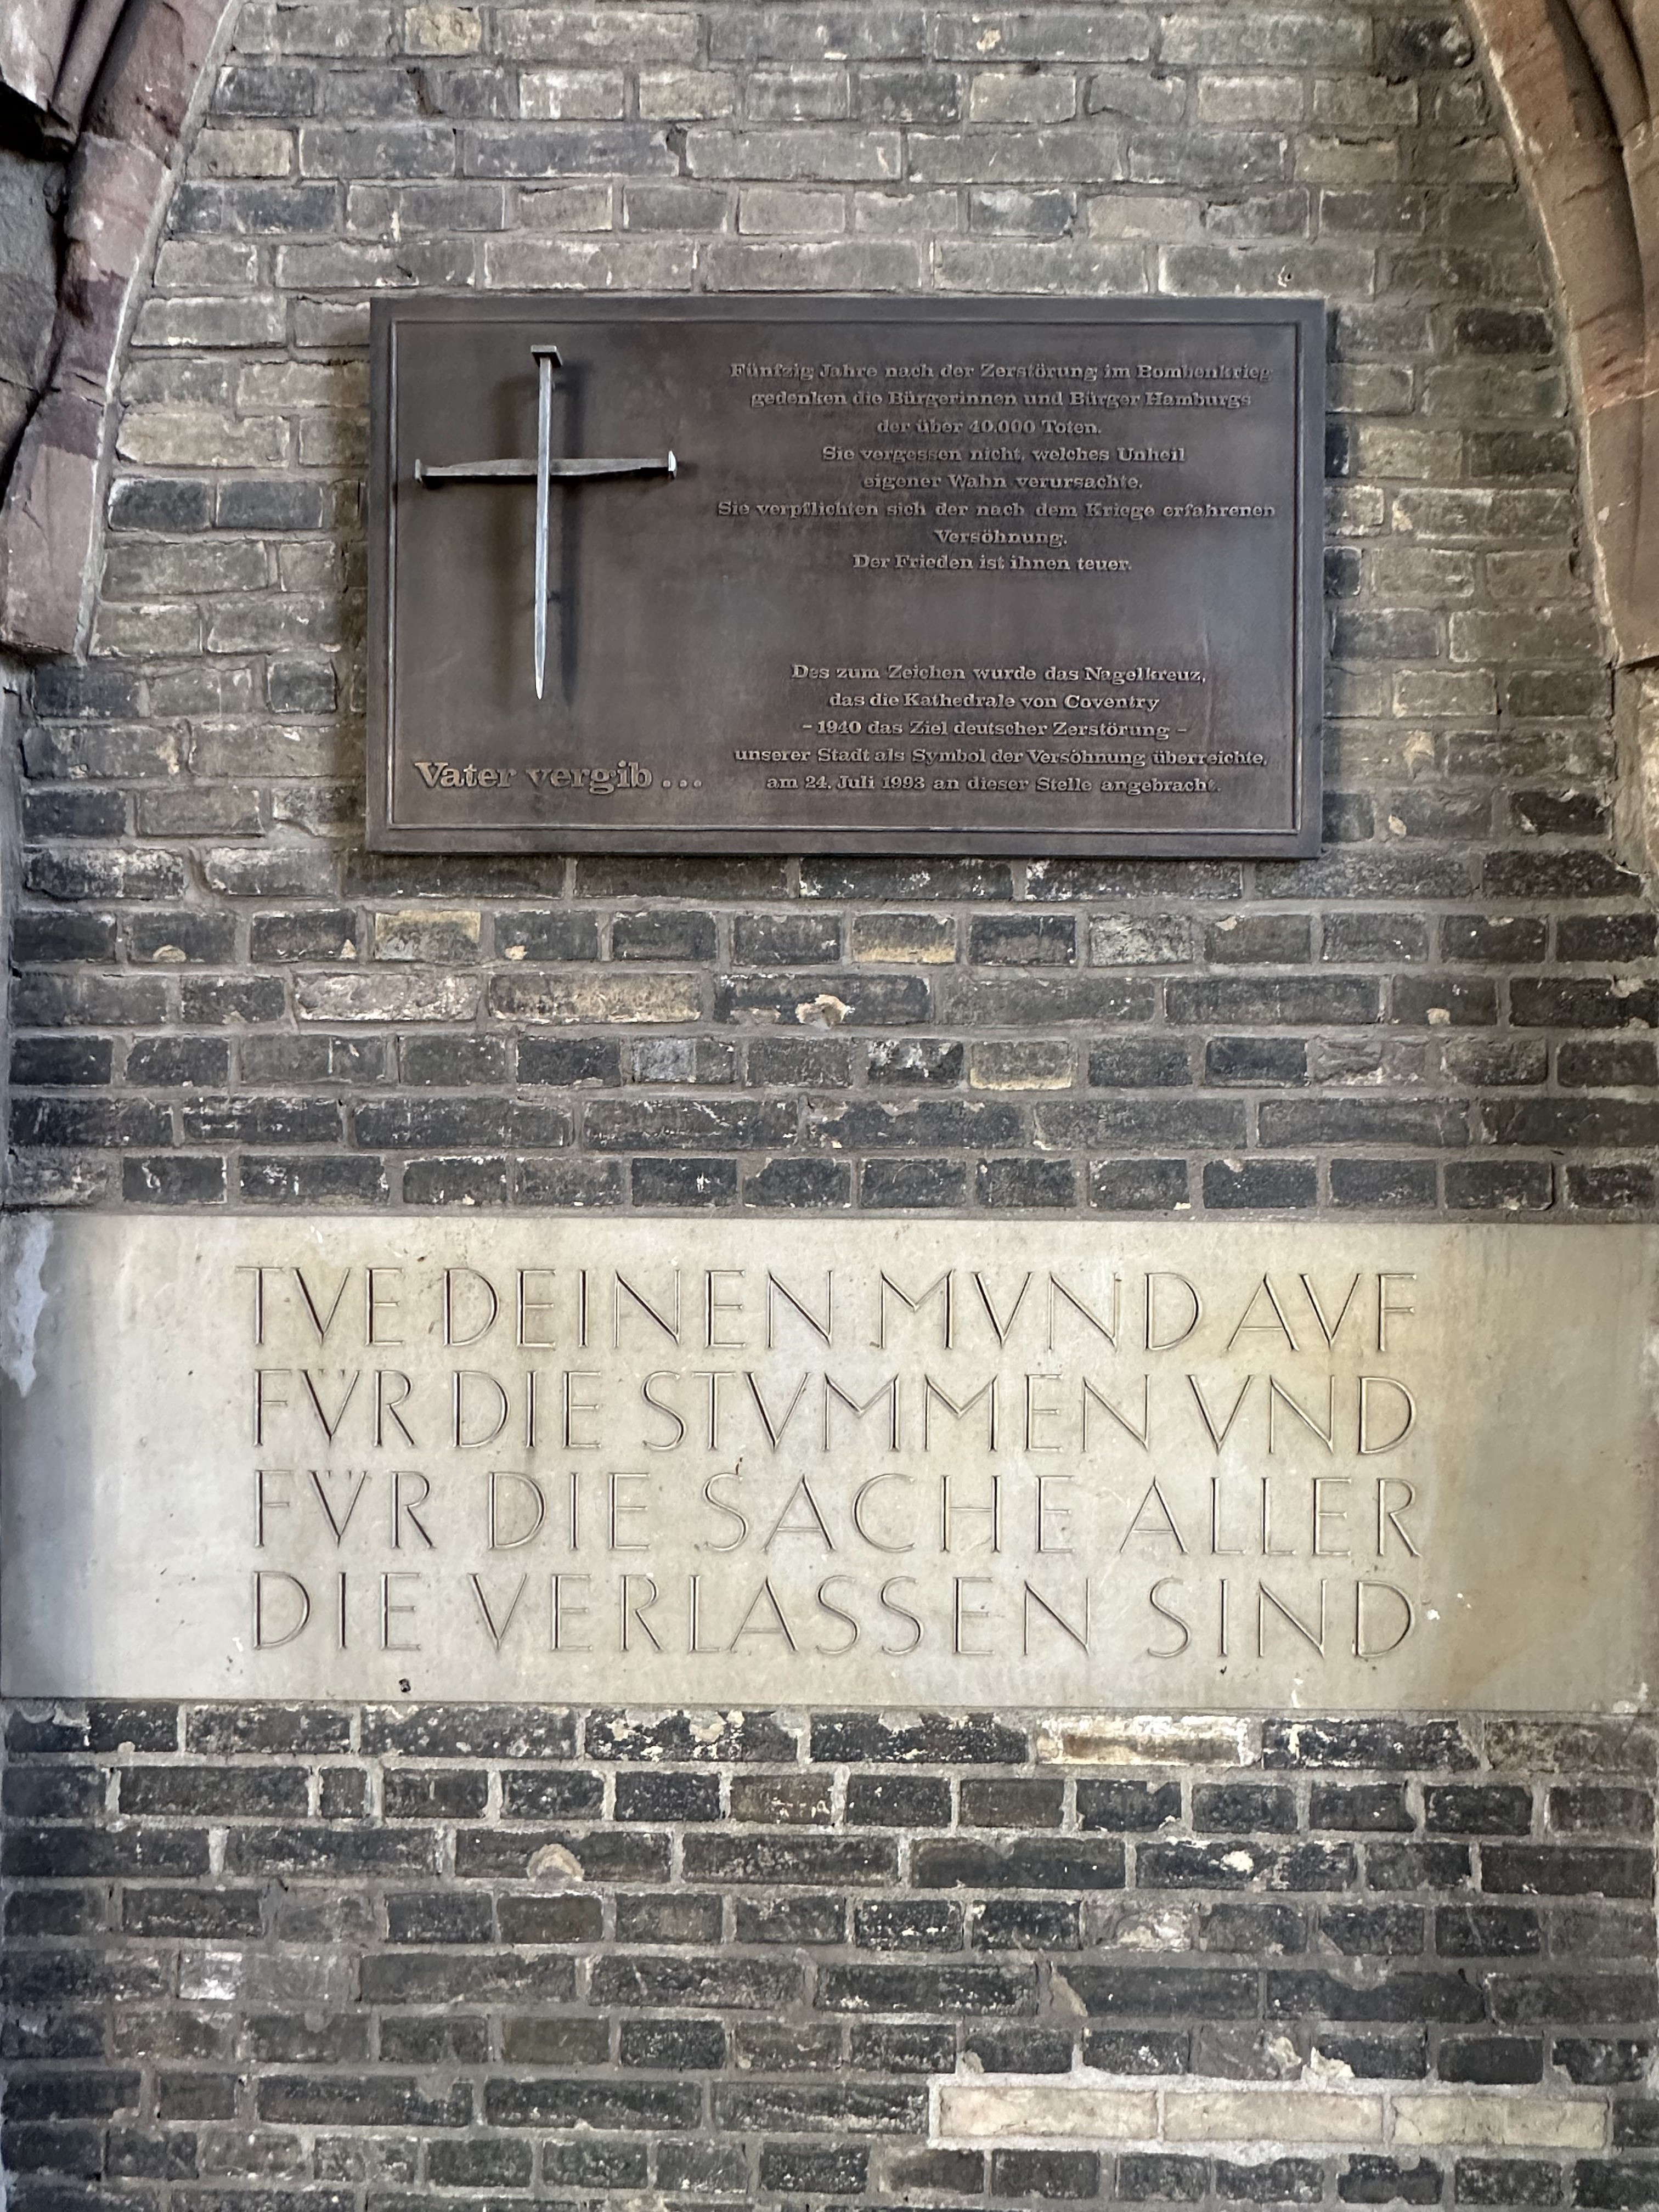 Fünfzig Jahre nach der Zerstörung im Bombenkrieg
gedenken die Bürgerinnen und Bürger Hamburgs
der über 40.000 Toten.
Sie vergessen nicht, welches Unheil
eigener Wahn verursachte.
Sie verpflichten sich der nach dem Kriege erfahrenen
Versöhnung.
Der Frieden ist ihnen teuer.
Des zum Zeichen wurde das Nagelkreuz,
das die Kathedrale von Coventry
– 1940 das Ziel deutscher Zerstörung –
unserer Stadt als Symbol der Versöhnung überreichte,
am 24. Juli 1993 an dieser Stelle angebracht.
Vater vergib ...
TVE DEINEN MVND AVF
FV̈R DIE STVMMEN VND
FV̈R DIE SACHE ALLER
DIE VERLASSEN SIND